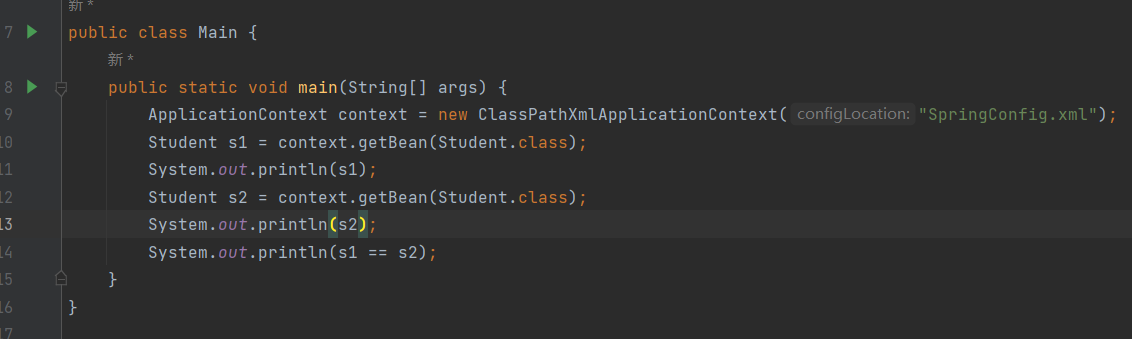 新 *
7 public class Main {
新 *
8 public static void main(String[] args) {
9 ApplicationContext context = new ClassPathXmlApplicationContext( configLocation: "SpringConfig.xml");
10 Student s1 = context.getBean(Student.class);
11 System.out.println(s1);
12 Student s2 = context.getBean(Student.class);
13 System.out.println(s2);
14 System.out.println(s1 == s2);
15 }
16 }
17